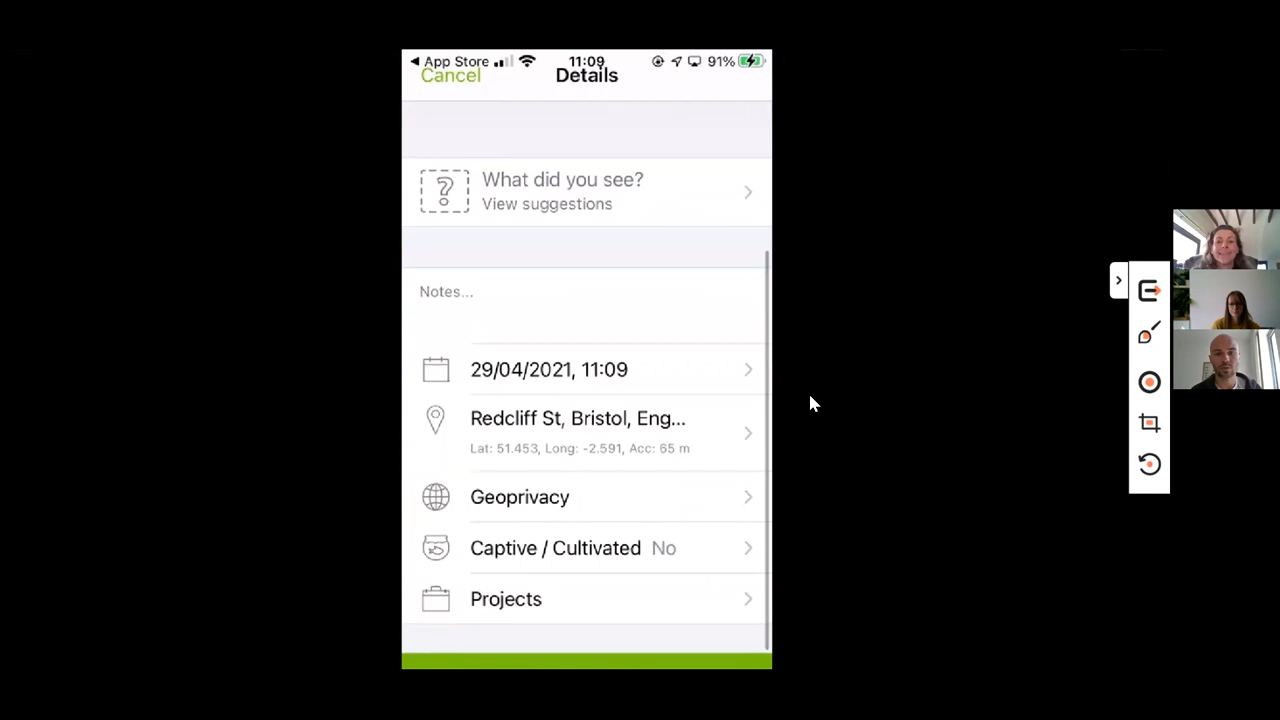 ◀ App Store
11:09
91%
Cancel
Details
What did you see?
View suggestions
Notes...
29/04/2021, 11:09
Redcliff St, Bristol, Eng...
Lat: 51.453, Long: -2.591, Acc: 65 m
Geoprivacy
Captive / Cultivated No
Projects